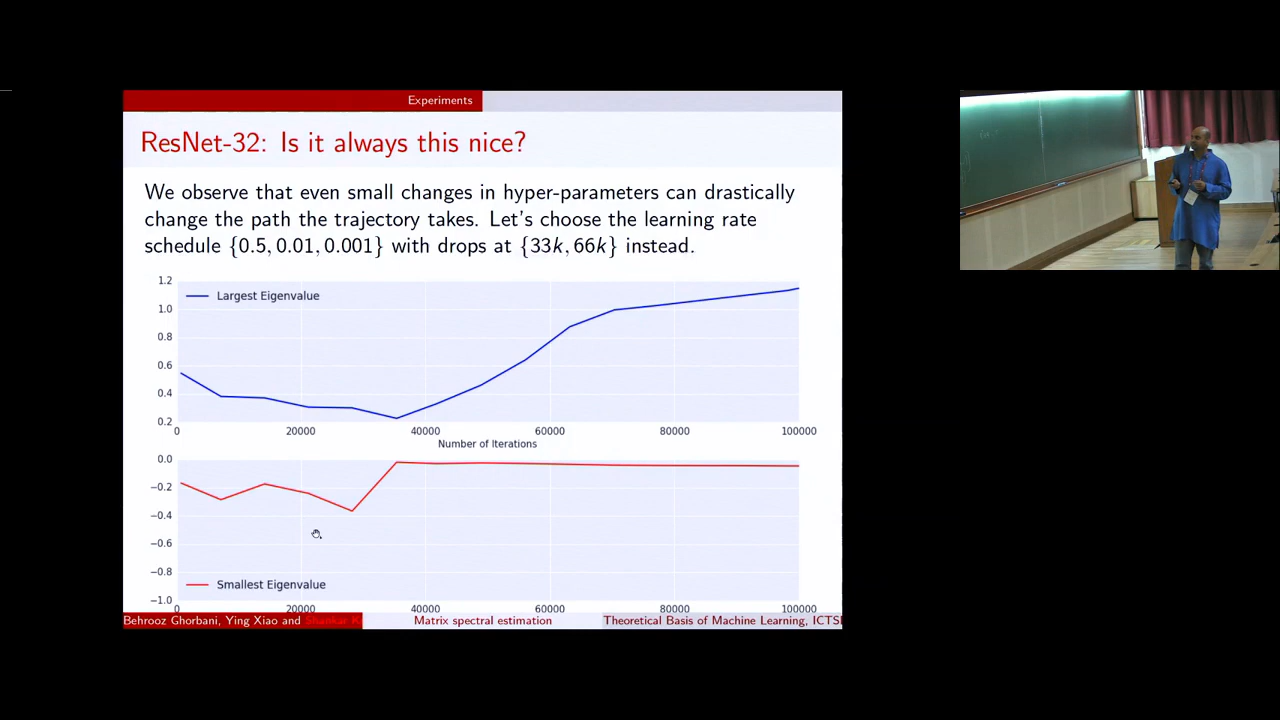 Experiments
ResNet-32: Is it always this nice?
We observe that even small changes in hyper-parameters can drastically
change the path the trajectory takes. Let's choose the learning rate
schedule {0.5, 0.01, 0.001} with drops at {33k, 66k} instead.
1.2
1.0
0.8
0.6
0.4
0.2
Largest Eigenvalue
0 20000 40000 60000 80000 100000
Number of Iterations
0.0
−0.2
−0.4
−0.6
−0.8
−1.0
Smallest Eigenvalue
0 20000 40000 60000 80000 100000
Behrooz Ghorbani, Ying Xiao and Shankar K Matrix spectral estimation Theoretical Basis of Machine Learning, ICTS